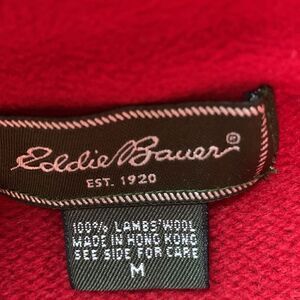 Eddie Bauer®
EST. 1920
100% LAMBS' WOOL
MADE IN HONG KONG
SEE SIDE FOR CARE
M